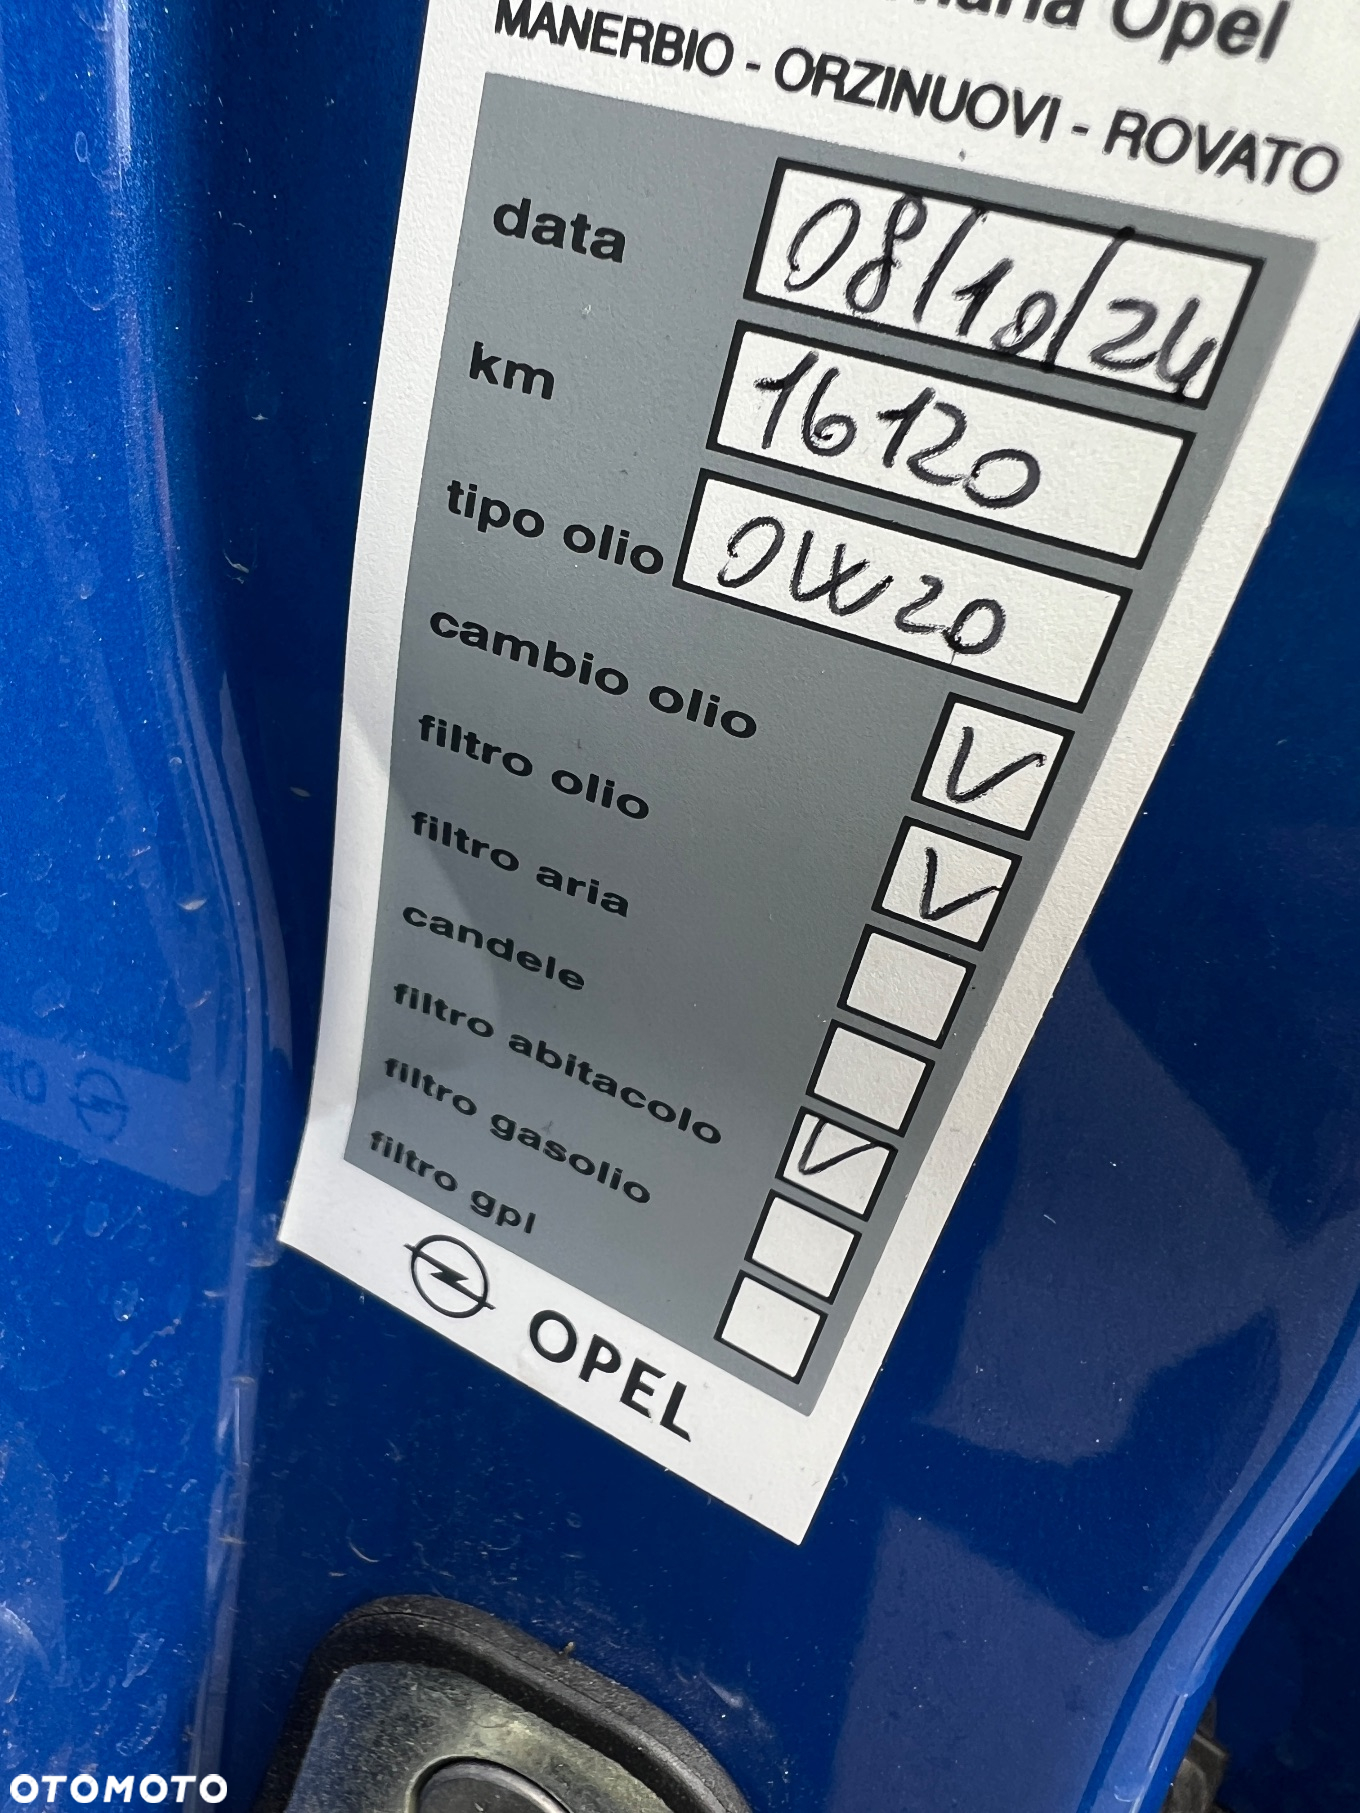 Opel
MANERBIO - ORZINUOVI - ROVATO
data 08/10/24
km 16120
tipo olio 0W20
cambio olio V
filtro olio V
filtro aria
candele
filtro abitacolo V
filtro gasolio
filtro gpl
OPEL
OTOMOTO